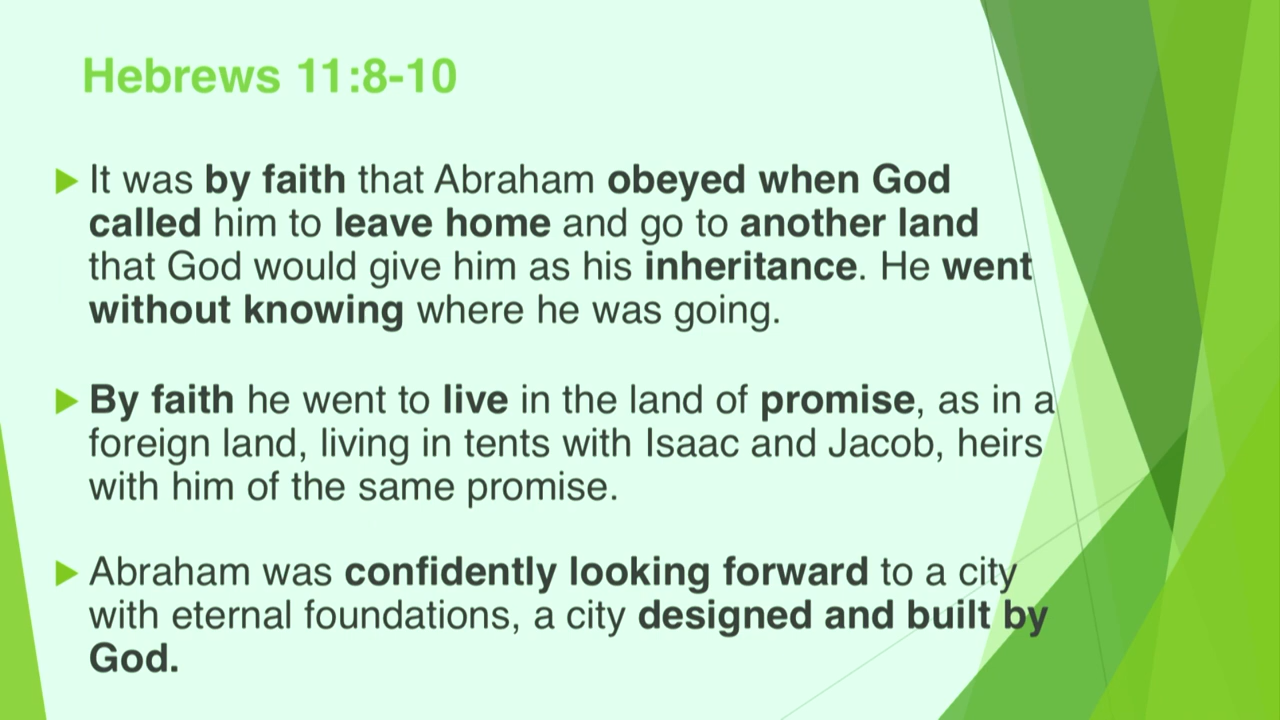 Hebrews 11:8-10
It was by faith that Abraham obeyed when God
called him to leave home and go to another land
that God would give him as his inheritance. He went
without knowing where he was going.
By faith he went to live in the land of promise, as in a
foreign land, living in tents with Isaac and Jacob, heirs
with him of the same promise.
Abraham was confidently looking forward to a city
with eternal foundations, a city designed and built by
God.